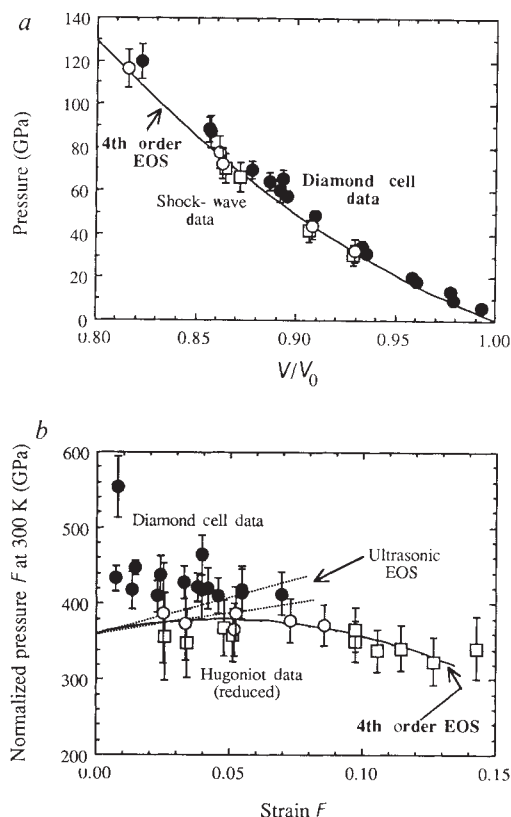 a
140
120
100
80
60
40
20
0
Pressure (GPa)
4th order
EOS
Shock- wave
data
Diamond cell
data
0.80
0.85
0.90
0.95
1.00
V/V0
b
600
500
400
300
200
Normalized pressure F at 300 K (GPa)
Diamond cell data
Ultrasonic
EOS
Hugoniot data
(reduced)
4th order EOS
0.00
0.05
0.10
0.15
Strain F